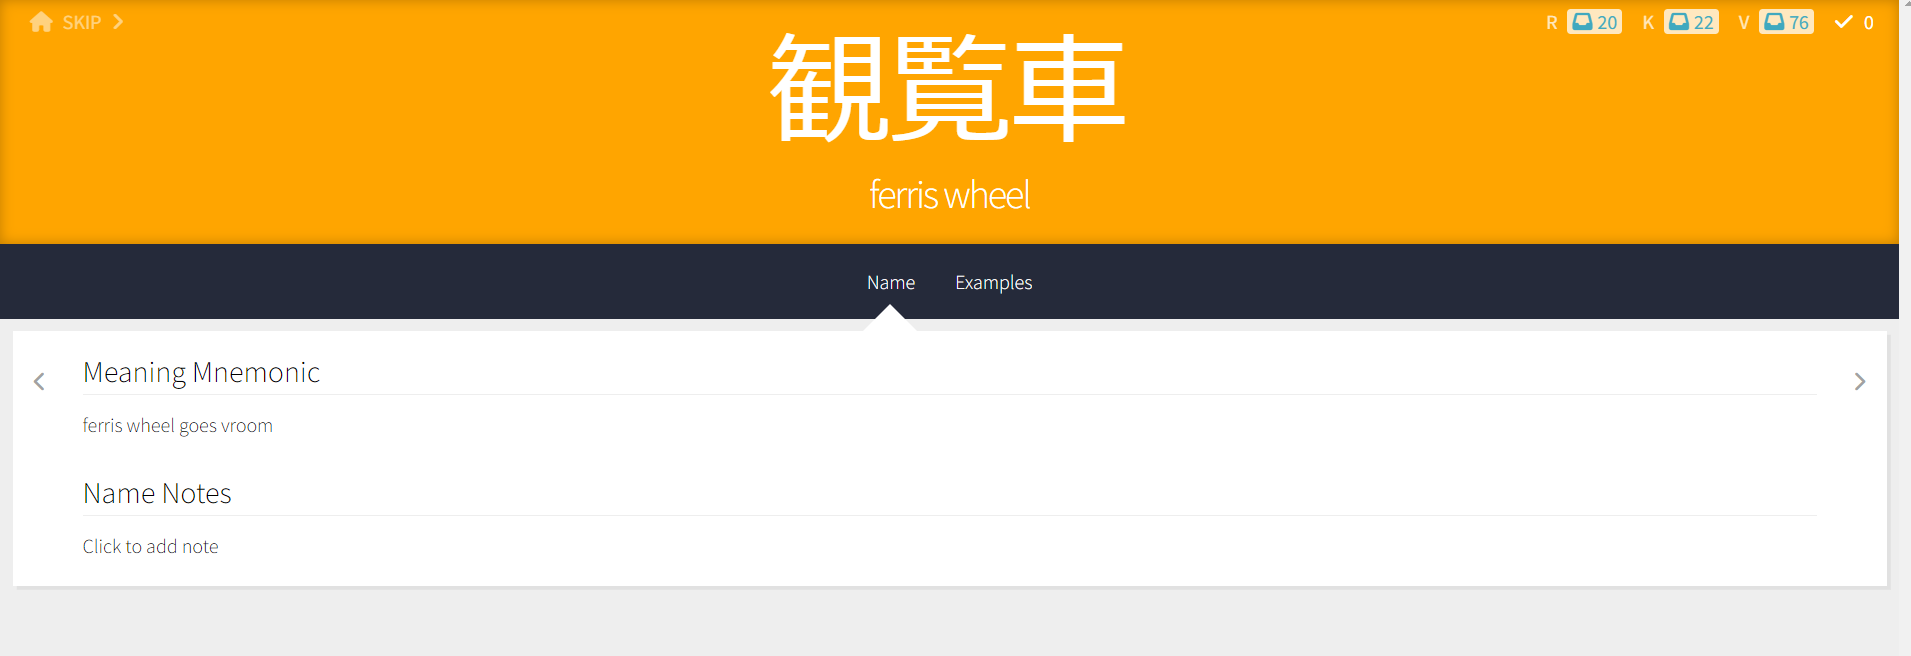 SKIP
R 20 K 22 V 76 0
観覧車
ferris wheel
Name Examples
Meaning Mnemonic
ferris wheel goes vroom
Name Notes
Click to add note